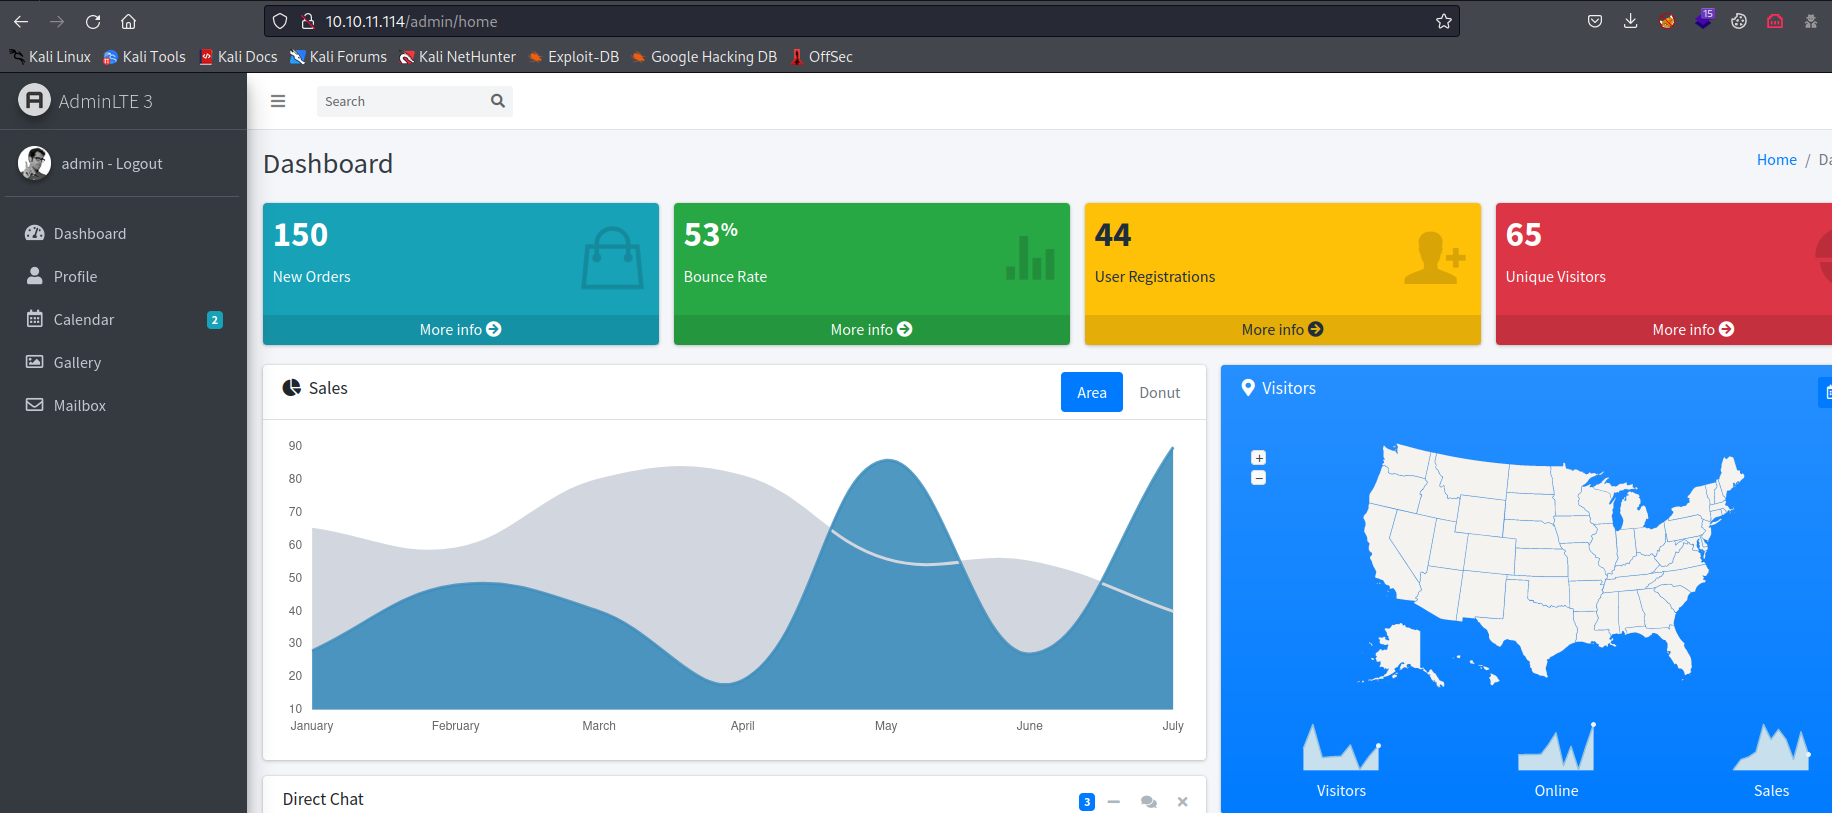 10.10.11.114/admin/home
15
Kali Linux Kali Tools Kali Docs Kali Forums Kali NetHunter Exploit-DB Google Hacking DB OffSec
AdminLTE 3
Search
admin - Logout
Dashboard
Home / Da
Dashboard
Profile
Calendar 2
Gallery
Mailbox
150
New Orders
More info
53%
Bounce Rate
More info
44
User Registrations
More info
65
Unique Visitors
More info
Sales
Area Donut
90
80
70
60
50
40
30
20
10
January February March April May June July
Visitors
+
−
Visitors Online Sales
Direct Chat
3